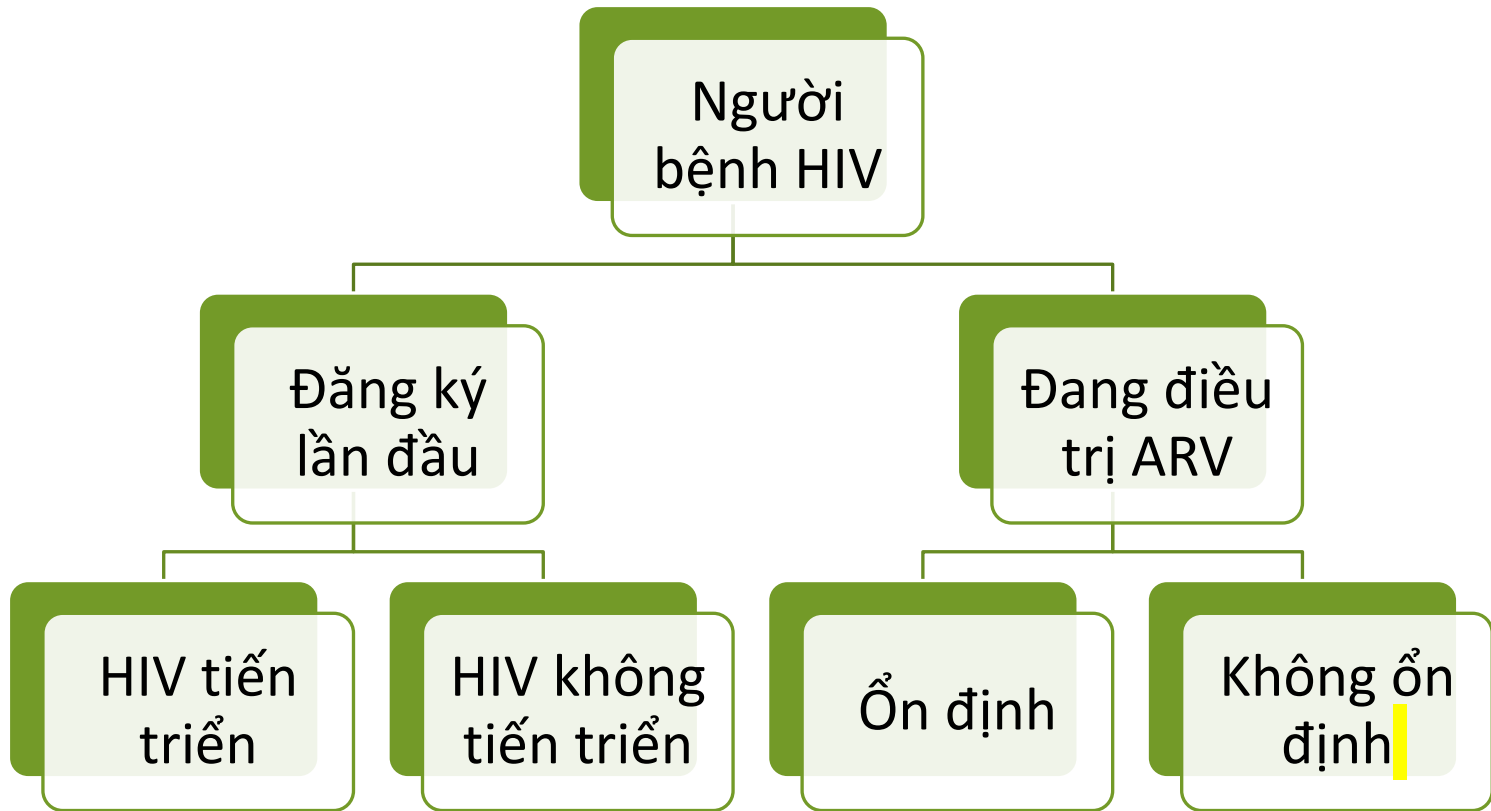 Người
bệnh HIV
Đăng ký
lần đầu
Đang điều
trị ARV
HIV tiến
triển
HIV không
tiến triển
Ổn định
Không ổn
định